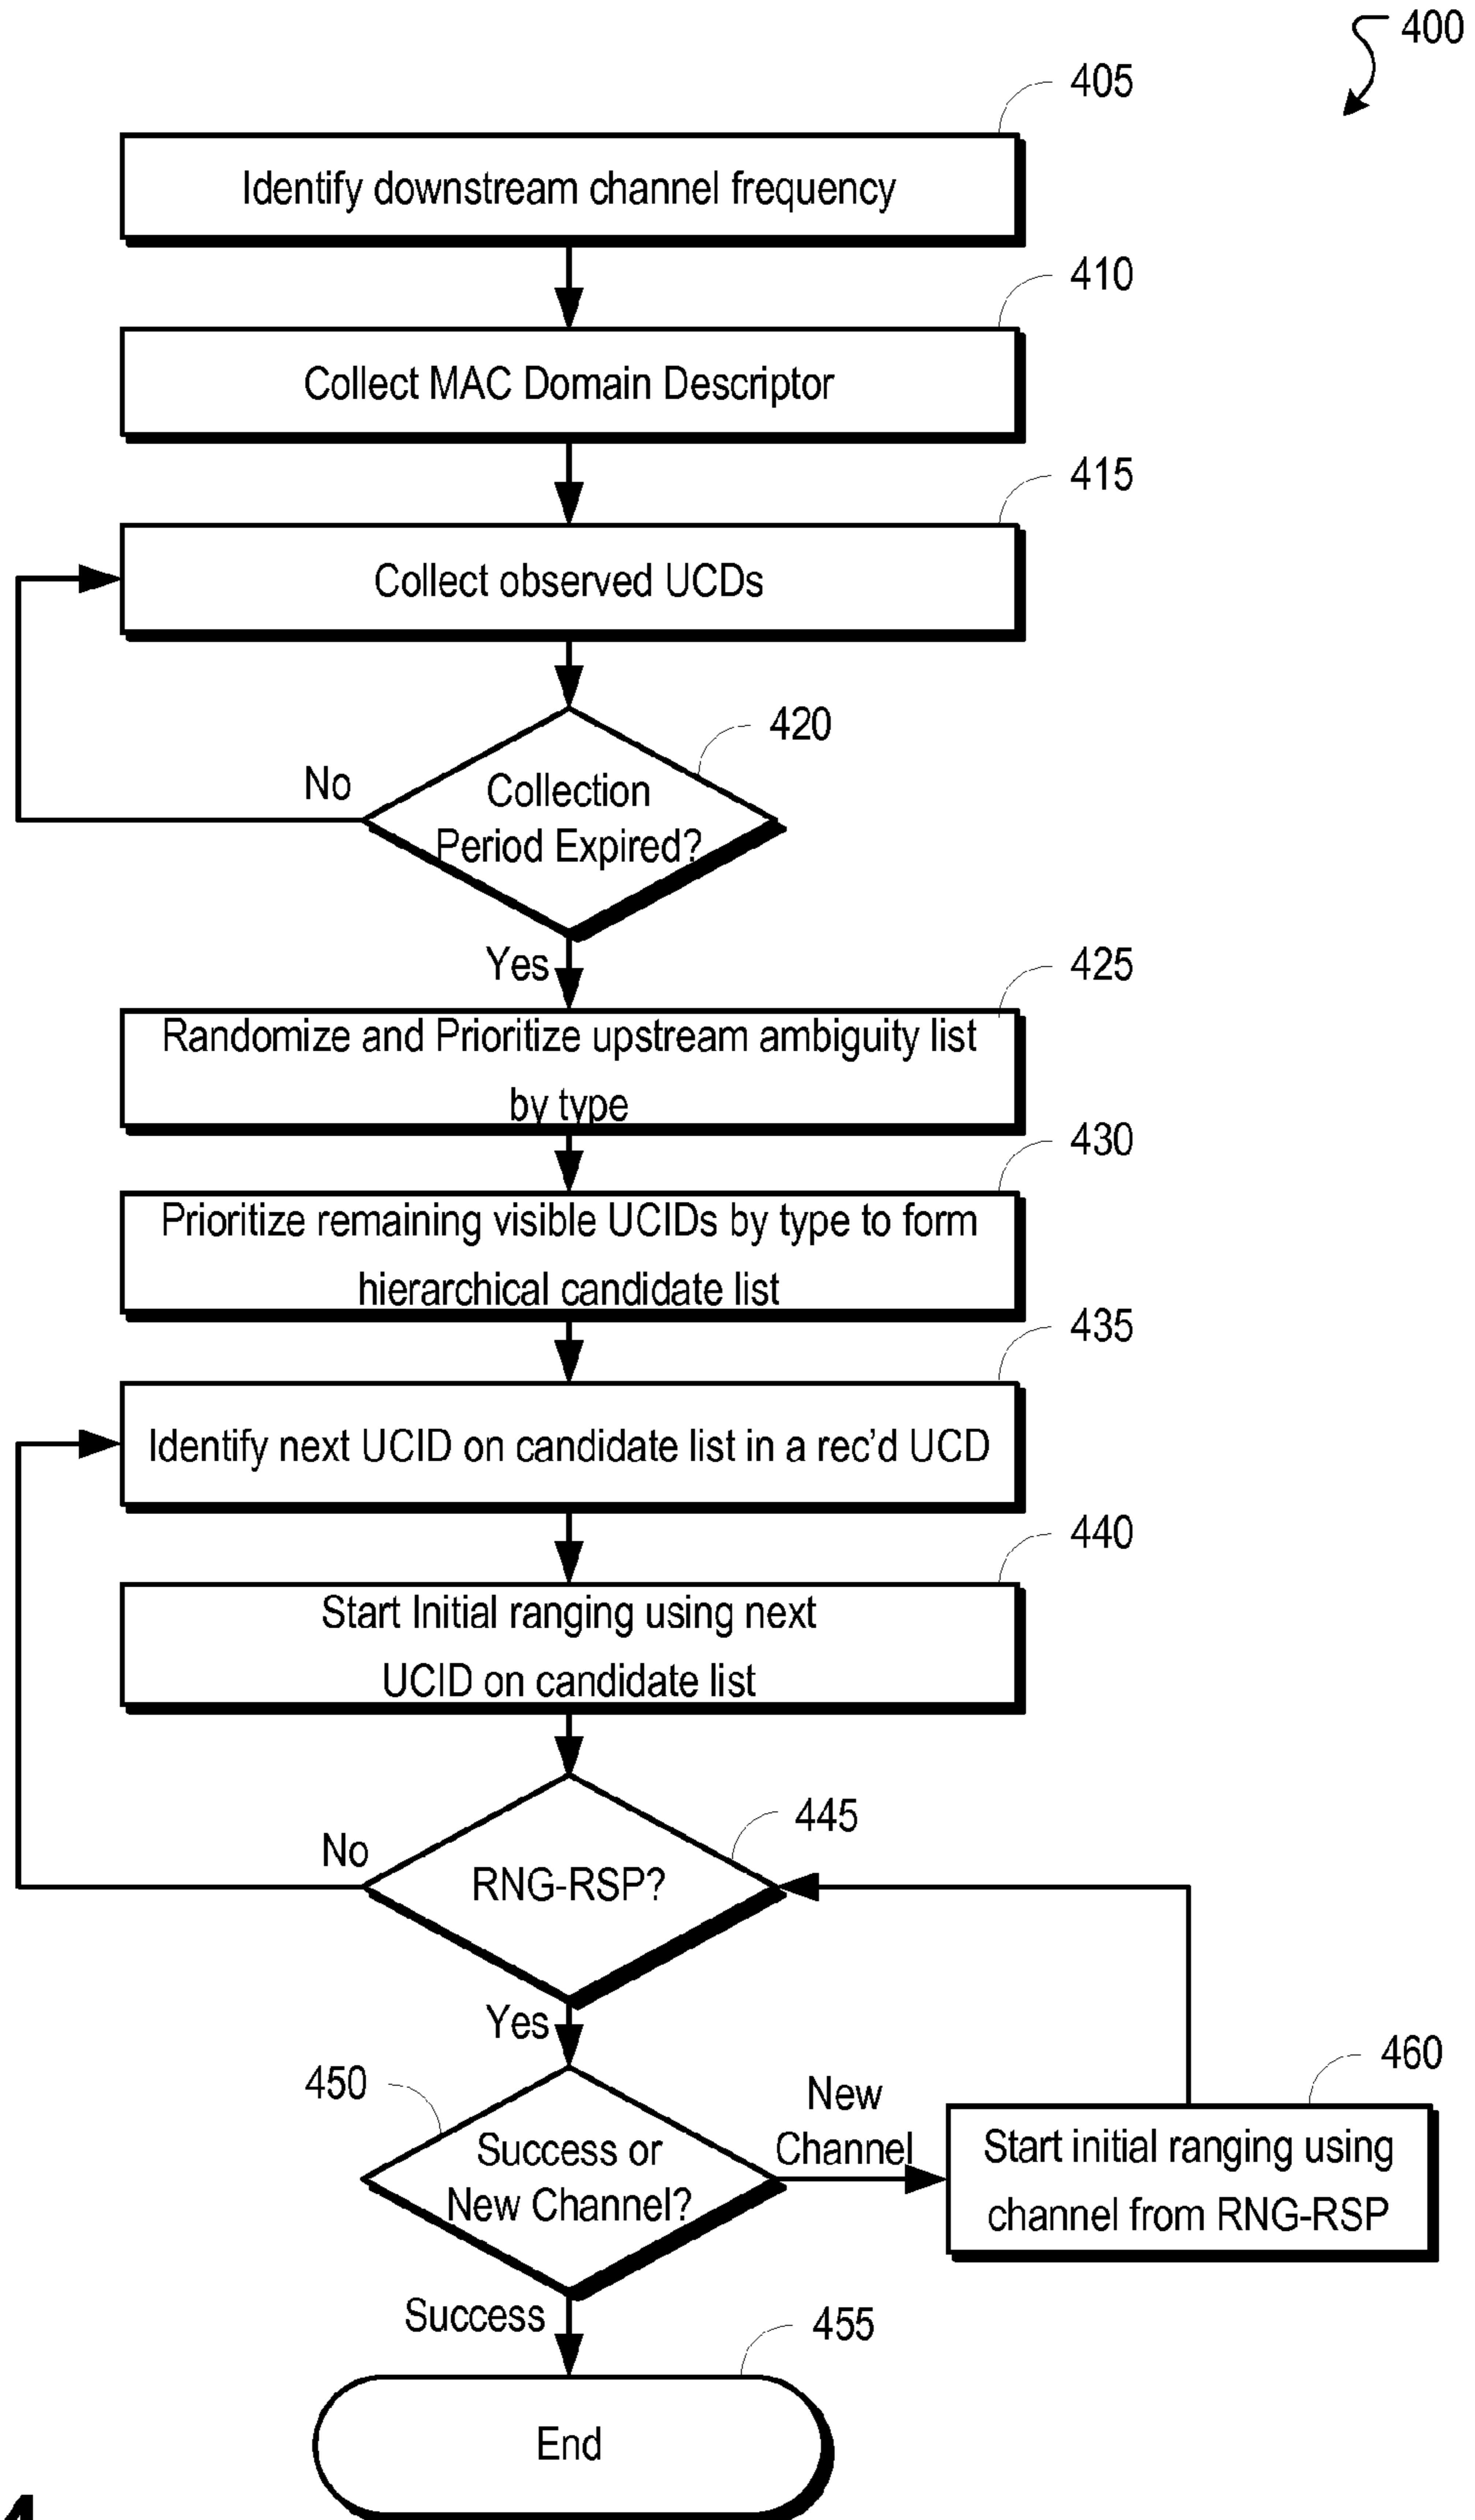 400
405
Identify downstream channel frequency
410
Collect MAC Domain Descriptor
415
Collect observed UCDs
420
No
Collection
Period Expired?
Yes
425
Randomize and Prioritize upstream ambiguity list
by type
430
Prioritize remaining visible UCIDs by type to form
hierarchical candidate list
435
Identify next UCID on candidate list in a rec'd UCD
440
Start Initial ranging using next
UCID on candidate list
445
No
RNG-RSP?
Yes
450
Success or
New Channel?
New
Channel
460
Start initial ranging using
channel from RNG-RSP
Success
455
End
4